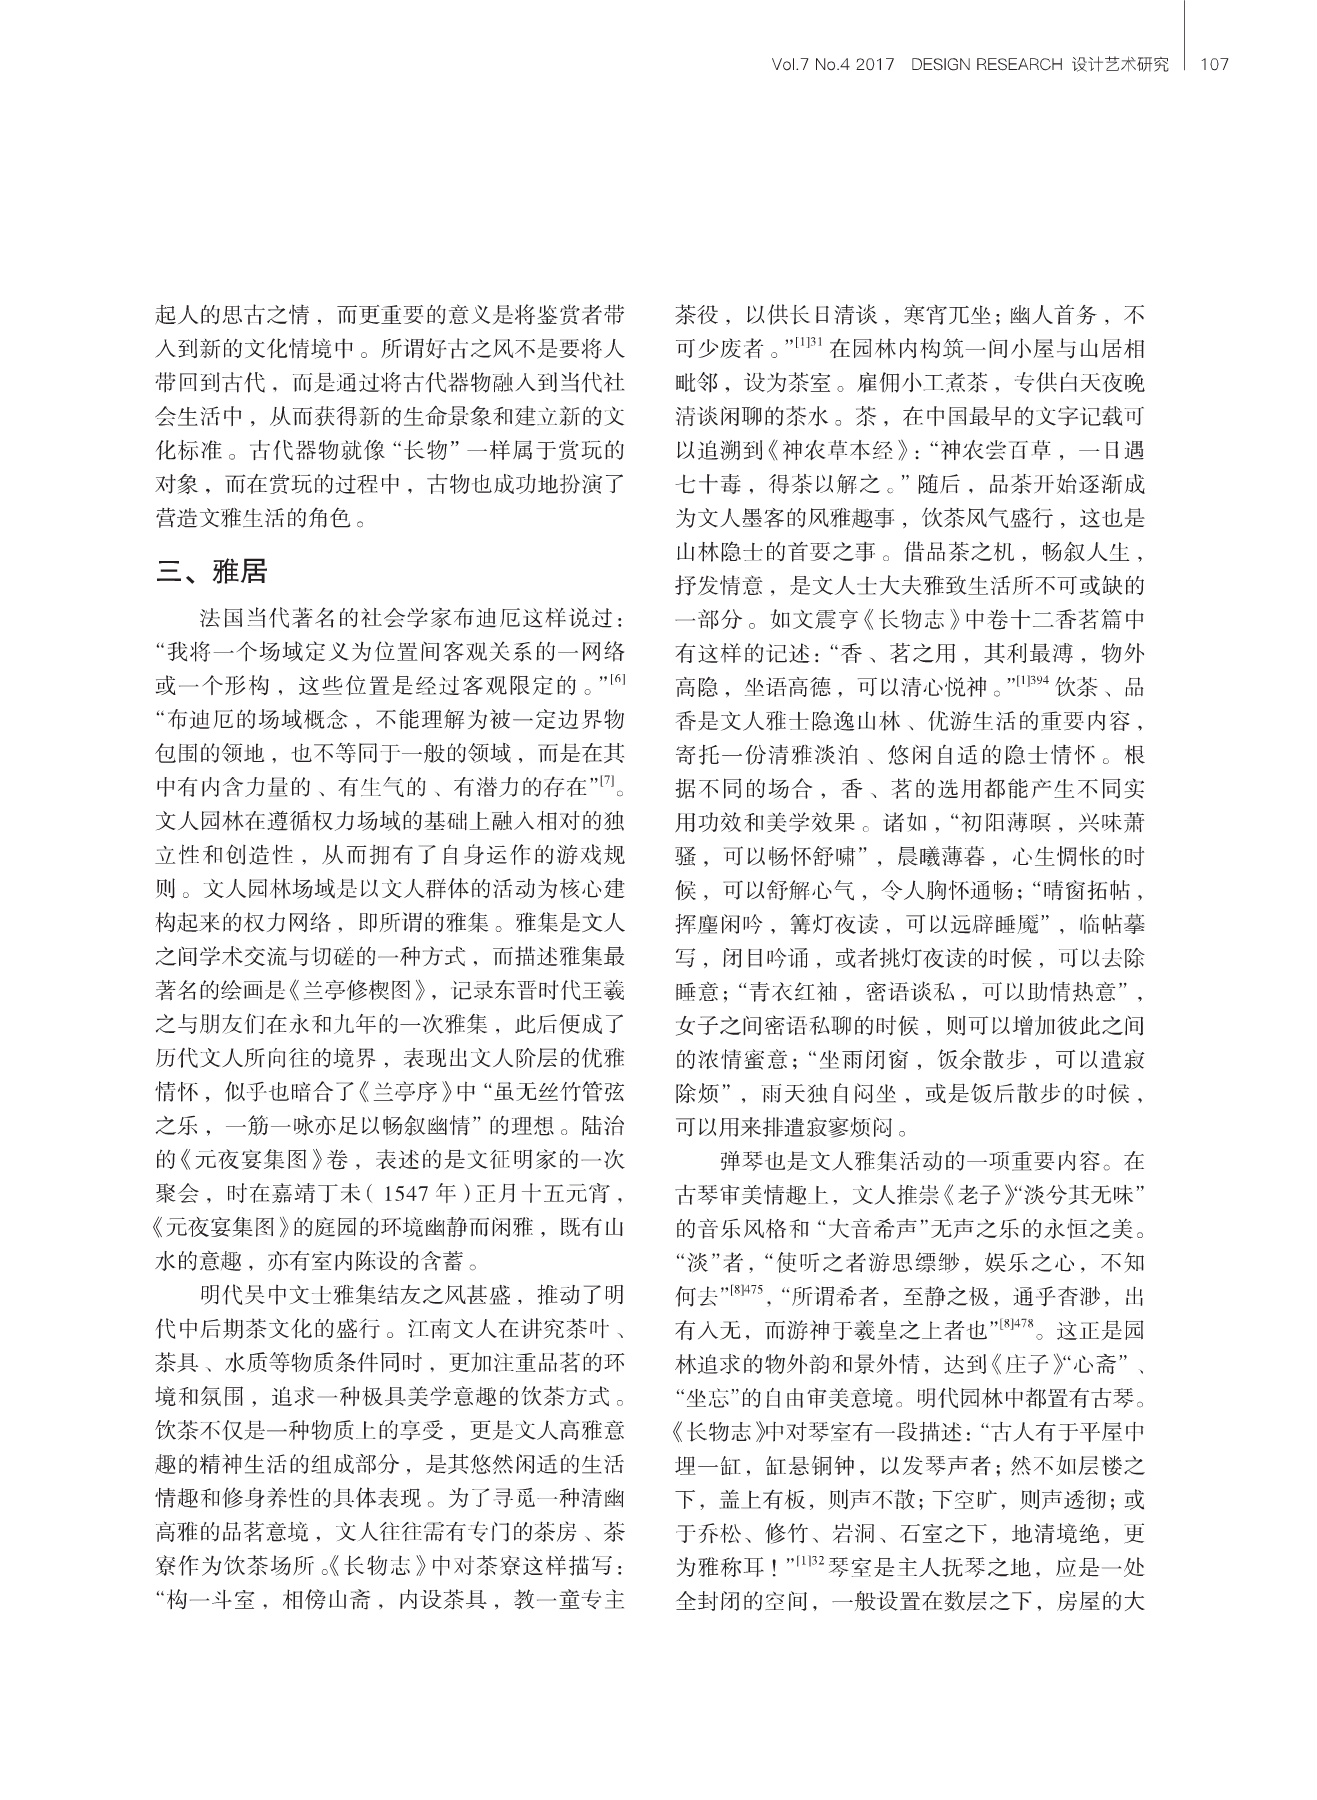 Vol.7 No.4 2017 DESIGN RESEARCH 设计艺术研究 107
起人的思古之情，而更重要的意义是将鉴赏者带
入到新的文化情境中。所谓好古之风不是要将人
带回到古代，而是通过将古代器物融入到当代社
会生活中，从而获得新的生命景象和建立新的文
化标准。古代器物就像“长物”一样属于赏玩的
对象，而在赏玩的过程中，古物也成功地扮演了
营造文雅生活的角色。
三、雅居
法国当代著名的社会学家布迪厄这样说过：
“我将一个场域定义为位置间客观关系的一网络
或一个形构，这些位置是经过客观限定的。”[6]
“布迪厄的场域概念，不能理解为被一定边界物
包围的领地，也不等同于一般的领域，而是在其
中有内含力量的、有生气的、有潜力的存在”[7]。
文人园林在遵循权力场域的基础上融入相对的独
立性和创造性，从而拥有了自身运作的游戏规
则。文人园林场域是以文人群体的活动为核心建
构起来的权力网络，即所谓的雅集。雅集是文人
之间学术交流与切磋的一种方式，而描述雅集最
著名的绘画是《兰亭修楔图》，记录东晋时代王羲
之与朋友们在永和九年的一次雅集，此后便成了
历代文人所向往的境界，表现出文人阶层的优雅
情怀，似乎也暗合了《兰亭序》中“虽无丝竹管弦
之乐，一觞一咏亦足以畅叙幽情”的理想。陆治
的《元夜宴集图》卷，表述的是文征明家的一次
聚会，时在嘉靖丁未（1547 年）正月十五元宵，
《元夜宴集图》的庭园的环境幽静而闲雅，既有山
水的意趣，亦有室内陈设的含蓄。
明代吴中文士雅集结友之风甚盛，推动了明
代中后期茶文化的盛行。江南文人在讲究茶叶、
茶具、水质等物质条件同时，更加注重品茗的环
境和氛围，追求一种极具美学意趣的饮茶方式。
饮茶不仅是一种物质上的享受，更是文人高雅意
趣的精神生活的组成部分，是其悠然闲适的生活
情趣和修身养性的具体表现。为了寻觅一种清幽
高雅的品茗意境，文人往往需有专门的茶房、茶
寮作为饮茶场所。《长物志》中对茶寮这样描写：
“构一斗室，相傍山斋，内设茶具，教一童专主
茶役，以供长日清谈，寒宵兀坐；幽人首务，不
可少废者。”[1]31 在园林内构筑一间小屋与山居相
毗邻，设为茶室。雇佣小工煮茶，专供白天夜晚
清谈闲聊的茶水。茶，在中国最早的文字记载可
以追溯到《神农草本经》：“神农尝百草，一日遇
七十毒，得茶以解之。”随后，品茶开始逐渐成
为文人墨客的风雅趣事，饮茶风气盛行，这也是
山林隐士的首要之事。借品茶之机，畅叙人生，
抒发情意，是文人士大夫雅致生活所不可或缺的
一部分。如文震亨《长物志》中卷十二香茗篇中
有这样的记述：“香、茗之用，其利最溥，物外
高隐，坐语高德，可以清心悦神。”[1]394 饮茶、品
香是文人雅士隐逸山林、优游生活的重要内容，
寄托一份清雅淡泊、悠闲自适的隐士情怀。根
据不同的场合，香、茗的选用都能产生不同实
用功效和美学效果。诸如，“初阳薄暝，兴味萧
骚，可以畅怀舒啸”，晨曦薄暮，心生惆怅的时
候，可以舒解心气，令人胸怀通畅；“晴窗拓帖，
挥麈闲吟，篝灯夜读，可以远辟睡魇”，临帖摹
写，闭目吟诵，或者挑灯夜读的时候，可以去除
睡意；“青衣红袖，密语谈私，可以助情热意”，
女子之间密语私聊的时候，则可以增加彼此之间
的浓情蜜意；“坐雨闭窗，饭余散步，可以遣寂
除烦”，雨天独自闷坐，或是饭后散步的时候，
可以用来排遣寂寥烦闷。
弹琴也是文人雅集活动的一项重要内容。在
古琴审美情趣上，文人推崇《老子》“淡兮其无味”
的音乐风格和“大音希声”无声之乐的永恒之美。
“淡”者，“使听之者游思缥缈，娱乐之心，不知
何去”[8]475，“所谓希者，至静之极，通乎杳渺，出
有入无，而游神于羲皇之上者也”[8]478。这正是园
林追求的物外韵和景外情，达到《庄子》“心斋”、
“坐忘”的自由审美意境。明代园林中都置有古琴。
《长物志》中对琴室有一段描述：“古人有于平屋中
埋一缸，缸悬铜钟，以发琴声者；然不如层楼之
下，盖上有板，则声不散；下空旷，则声透彻；或
于乔松、修竹、岩洞、石室之下，地清境绝，更
为雅称耳！”[1]32 琴室是主人抚琴之地，应是一处
全封闭的空间，一般设置在数层之下，房屋的大